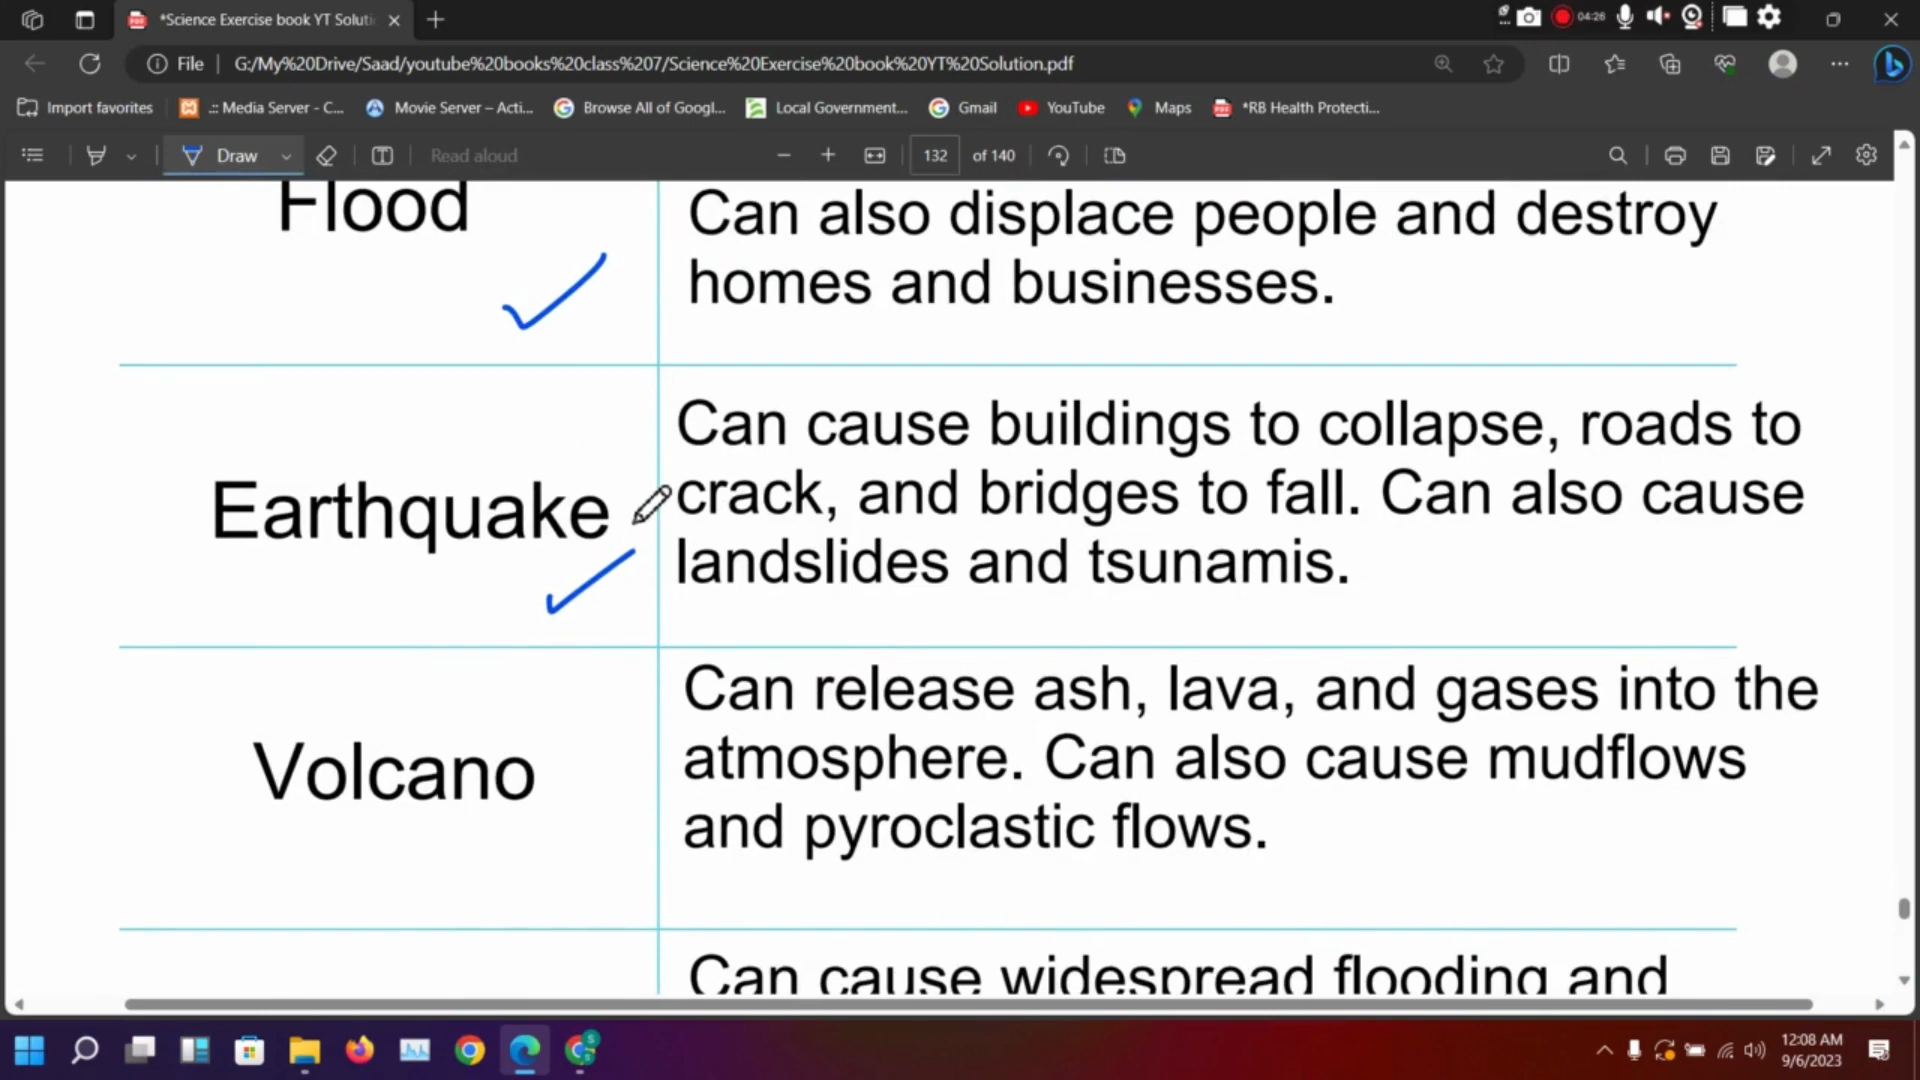 *Science Exercise book YT Soluti
04:26
File
G:/My%20Drive/Saad/youtube%20books%20class%207/Science%20Exercise%20book%20YT%20Solution.pdf
Import favorites
.:: Media Server - C...
Movie Server – Acti...
Browse All of Googl...
Local Government...
Gmail
YouTube
Maps
*RB Health Protecti...
Draw
Read aloud
132 of 140
Flood
Can also displace people and destroy
homes and businesses.
Earthquake
Can cause buildings to collapse, roads to
crack, and bridges to fall. Can also cause
landslides and tsunamis.
Volcano
Can release ash, lava, and gases into the
atmosphere. Can also cause mudflows
and pyroclastic flows.
Can cause widespread flooding and
12:08 AM
9/6/2023